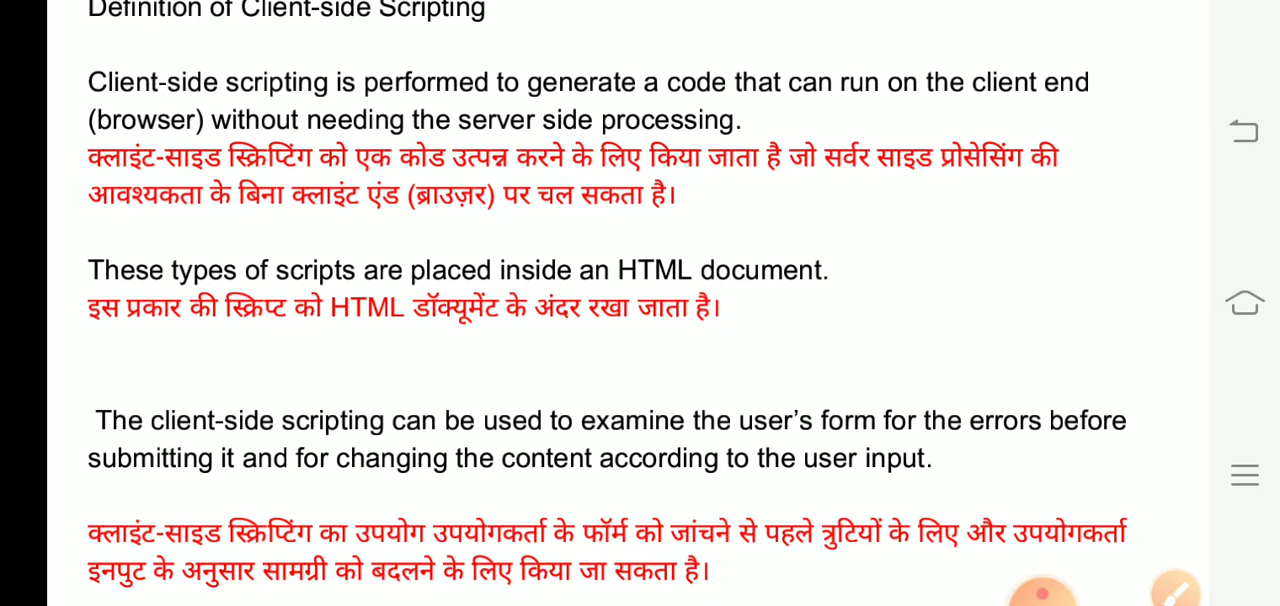 Definition of Client-side Scripting
Client-side scripting is performed to generate a code that can run on the client end
(browser) without needing the server side processing.
क्लाइंट-साइड स्क्रिप्टिंग को एक कोड उत्पन्न करने के लिए किया जाता है जो सर्वर साइड प्रोसेसिंग की
आवश्यकता के बिना क्लाइंट एंड (ब्राउज़र) पर चल सकता है।
These types of scripts are placed inside an HTML document.
इस प्रकार की स्क्रिप्ट को HTML डॉक्यूमेंट के अंदर रखा जाता है।
The client-side scripting can be used to examine the user’s form for the errors before
submitting it and for changing the content according to the user input.
क्लाइंट-साइड स्क्रिप्टिंग का उपयोग उपयोगकर्ता के फॉर्म को जांचने से पहले त्रुटियों के लिए और उपयोगकर्ता
इनपुट के अनुसार सामग्री को बदलने के लिए किया जा सकता है।